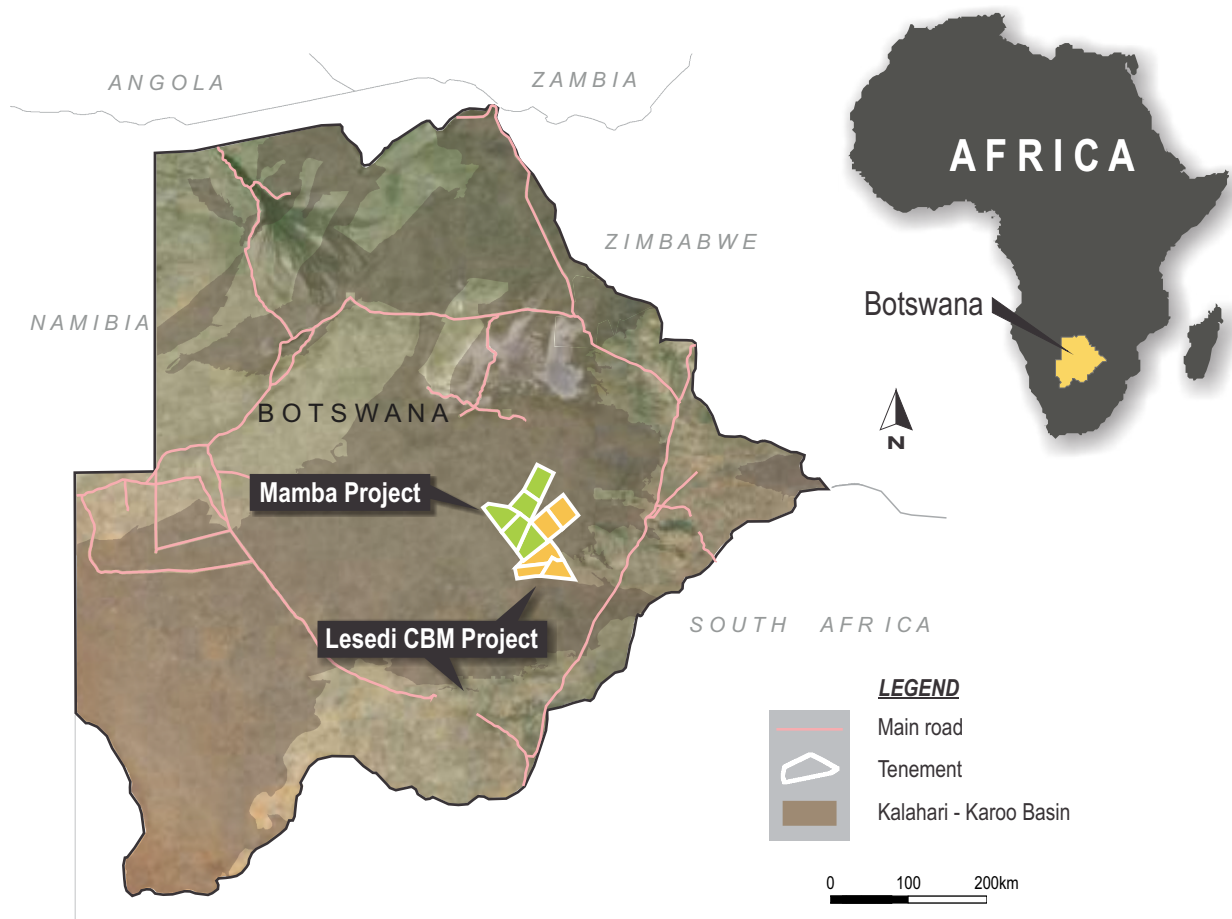 ANGOLA
ZAMBIA
AFRICA
ZIMBABWE
Botswana
NAMIBIA
BOTSWANA
N
Mamba Project
Lesedi CBM Project
SOUTH AFRICA
LEGEND
Main road
Tenement
Kalahari - Karoo Basin
0 100 200km